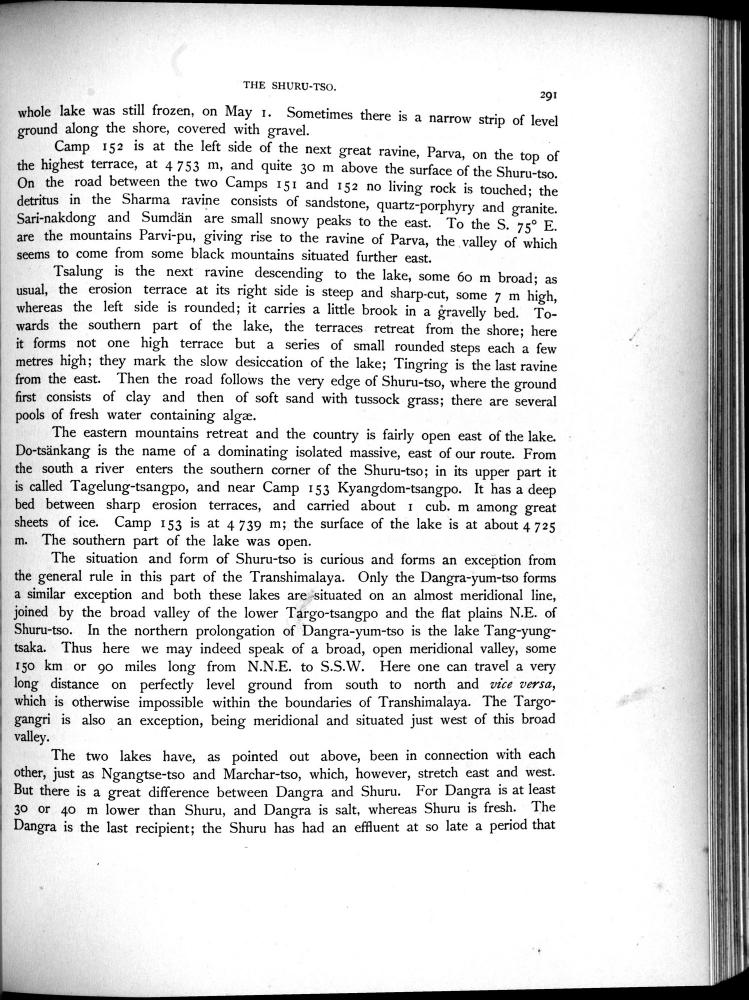 THE SHURU-TSO.
291
whole lake was still frozen, on May 1. Sometimes there is a narrow strip of level
ground along the shore, covered with gravel.
Camp 152 is at the left side of the next great ravine, Parva, on the top of
the highest terrace, at 4 753 m, and quite 30 m above the surface of the Shuru-tso.
On the road between the two Camps 151 and 152 no living rock is touched; the
detritus in the Sharma ravine consists of sandstone, quartz-porphyry and granite.
Sari-nakdong and Sumdän are small snowy peaks to the east. To the S. 75° E.
are the mountains Parvi-pu, giving rise to the ravine of Parva, the valley of which
seems to come from some black mountains situated further east.
Tsalung is the next ravine descending to the lake, some 60 m broad; as
usual, the erosion terrace at its right side is steep and sharp-cut, some 7 m high,
whereas the left side is rounded; it carries a little brook in a gravelly bed. To-
wards the southern part of the lake, the terraces retreat from the shore; here
it forms not one high terrace but a series of small rounded steps each a few
metres high; they mark the slow desiccation of the lake; Tingring is the last ravine
from the east. Then the road follows the very edge of Shuru-tso, where the ground
first consists of clay and then of soft sand with tussock grass; there are several
pools of fresh water containing algæ.
The eastern mountains retreat and the country is fairly open east of the lake.
Do-tsänkang is the name of a dominating isolated massive, east of our route. From
the south a river enters the southern corner of the Shuru-tso; in its upper part it
is called Tagelung-tsangpo, and near Camp 153 Kyangdom-tsangpo. It has a deep
bed between sharp erosion terraces, and carried about 1 cub. m among great
sheets of ice. Camp 153 is at 4 739 m; the surface of the lake is at about 4 725
m. The southern part of the lake was open.
The situation and form of Shuru-tso is curious and forms an exception from
the general rule in this part of the Transhimalaya. Only the Dangra-yum-tso forms
a similar exception and both these lakes are situated on an almost meridional line,
joined by the broad valley of the lower Targo-tsangpo and the flat plains N.E. of
Shuru-tso. In the northern prolongation of Dangra-yum-tso is the lake Tang-yung-
tsaka. Thus here we may indeed speak of a broad, open meridional valley, some
150 km or 90 miles long from N.N.E. to S.S.W. Here one can travel a very
long distance on perfectly level ground from south to north and vice versa,
which is otherwise impossible within the boundaries of Transhimalaya. The Targo-
gangri is also an exception, being meridional and situated just west of this broad
valley.
The two lakes have, as pointed out above, been in connection with each
other, just as Ngangtse-tso and Marchar-tso, which, however, stretch east and west.
But there is a great difference between Dangra and Shuru. For Dangra is at least
30 or 40 m lower than Shuru, and Dangra is salt, whereas Shuru is fresh. The
Dangra is the last recipient; the Shuru has had an effluent at so late a period that